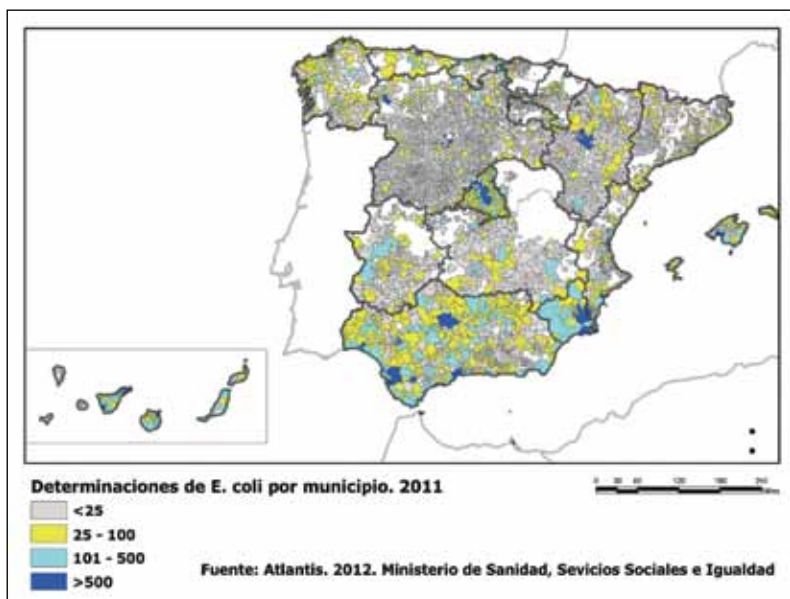 Determinaciones de E. coli por municipio. 2011
<25
25 - 100
101 - 500
>500
Fuente: Atlantis. 2012. Ministerio de Sanidad, Sevicios Sociales e Igualdad